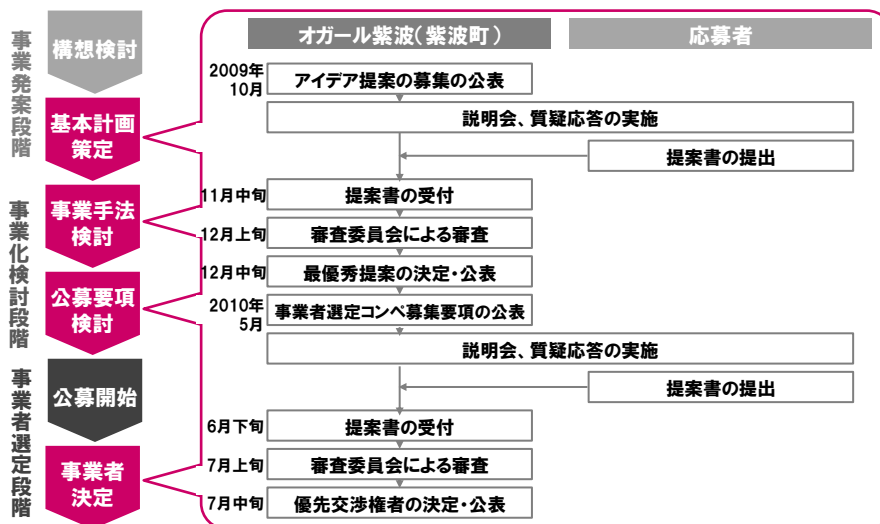 事業発案段階
構想検討
基本計画
策定
事業化検討段階
事業手法
検討
公募要項
検討
事業者選定段階
公募開始
事業者
決定
オガール紫波(紫波町)
応募者
2009年
10月
アイデア提案の募集の公表
説明会、質疑応答の実施
提案書の提出
11月中旬
提案書の受付
12月上旬
審査委員会による審査
12月中旬
最優秀提案の決定・公表
2010年
5月
事業者選定コンペ募集要項の公表
説明会、質疑応答の実施
提案書の提出
6月下旬
提案書の受付
7月上旬
審査委員会による審査
7月中旬
優先交渉権者の決定・公表